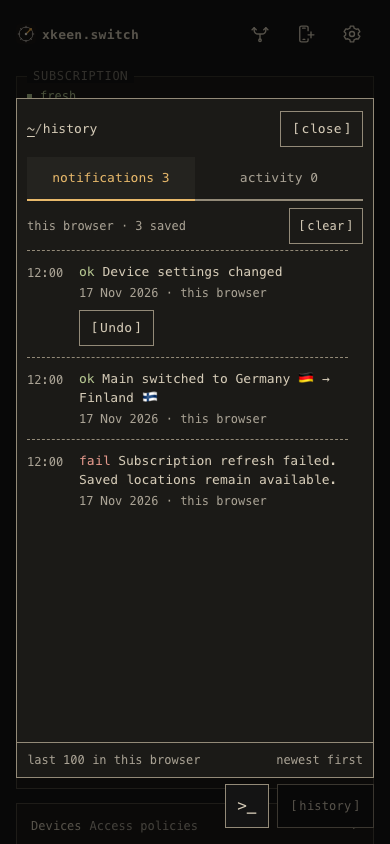 xkeen.switch
SUBSCRIPTION
fresh
~/history
[close]
notifications 3
activity 0
this browser · 3 saved
[clear]
12:00
ok Device settings changed
17 Nov 2026 · this browser
[Undo]
12:00
ok Main switched to Germany 🇩🇪 →
Finland 🇫🇮
17 Nov 2026 · this browser
12:00
fail Subscription refresh failed.
Saved locations remain available.
17 Nov 2026 · this browser
last 100 in this browser
newest first
>_
[history]
Devices Access policies